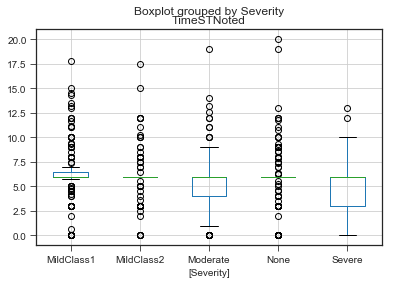 Boxplot grouped by Severity
TimeSTNoted
20.0
17.5
15.0
12.5
10.0
7.5
5.0
2.5
0.0
MildClass1 MildClass2 Moderate None Severe
[Severity]